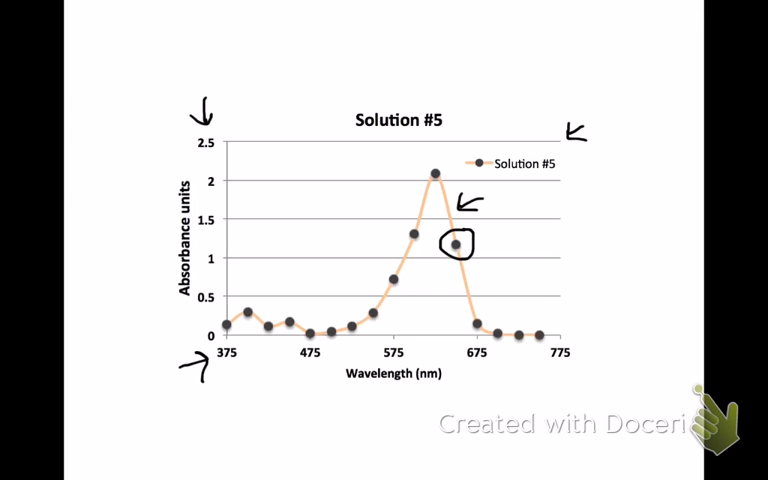 Solution #5
2.5
Solution #5
2
1.5
1
0.5
0
Absorbance units
375 475 575 675 775
Wavelength (nm)
Created with Doceri